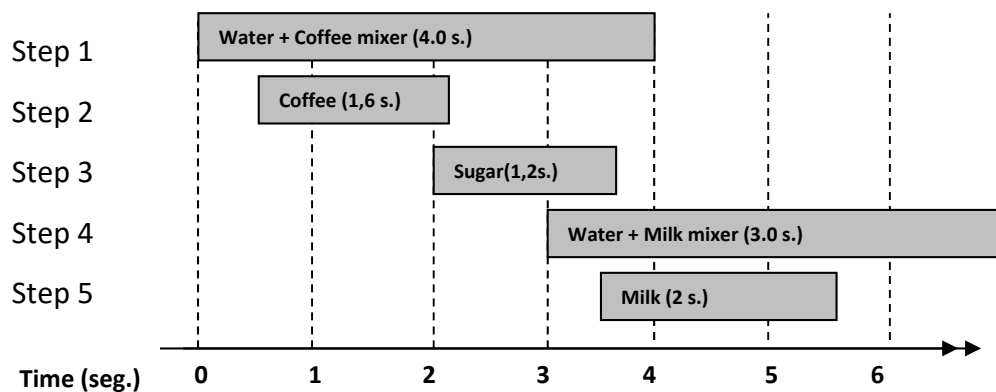 Step 1
Water + Coffee mixer (4.0 s.)
Step 2
Coffee (1,6 s.)
Step 3
Sugar(1,2s.)
Step 4
Water + Milk mixer (3.0 s.)
Step 5
Milk (2 s.)
Time (seg.) 0 1 2 3 4 5 6